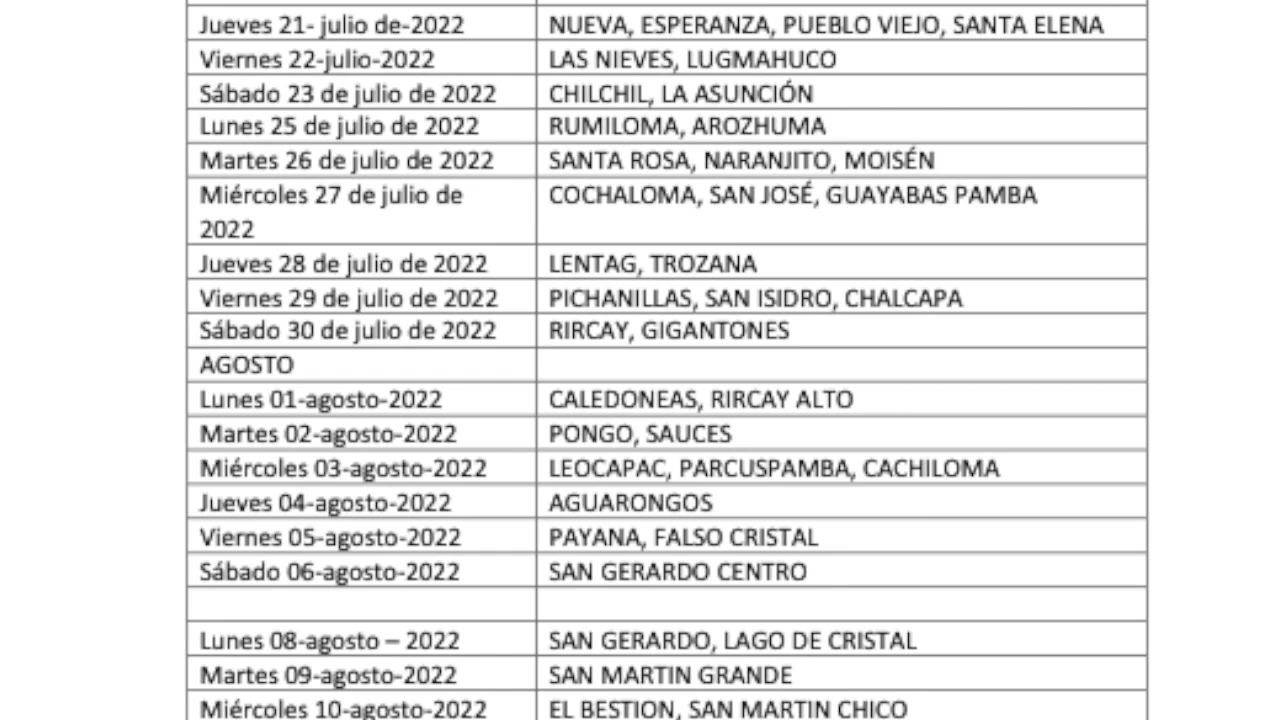 Jueves 21- julio de-2022 NUEVA, ESPERANZA, PUEBLO VIEJO, SANTA ELENA
Viernes 22-julio-2022 LAS NIEVES, LUGMAHUCO
Sábado 23 de julio de 2022 CHILCHIL, LA ASUNCIÓN
Lunes 25 de julio de 2022 RUMILOMA, AROZHUMA
Martes 26 de julio de 2022 SANTA ROSA, NARANJITO, MOISÉN
Miércoles 27 de julio de COCHALOMA, SAN JOSÉ, GUAYABAS PAMBA
2022
Jueves 28 de julio de 2022 LENTAG, TROZANA
Viernes 29 de julio de 2022 PICHANILLAS, SAN ISIDRO, CHALCAPA
Sábado 30 de julio de 2022 RIRCAY, GIGANTONES
AGOSTO
Lunes 01-agosto-2022 CALEDONEAS, RIRCAY ALTO
Martes 02-agosto-2022 PONGO, SAUCES
Miércoles 03-agosto-2022 LEOCAPAC, PARCUSPAMBA, CACHILOMA
Jueves 04-agosto-2022 AGUARONGOS
Viernes 05-agosto-2022 PAYANA, FALSO CRISTAL
Sábado 06-agosto-2022 SAN GERARDO CENTRO
Lunes 08-agosto – 2022 SAN GERARDO, LAGO DE CRISTAL
Martes 09-agosto-2022 SAN MARTIN GRANDE
Miércoles 10-agosto-2022 EL BESTION, SAN MARTIN CHICO